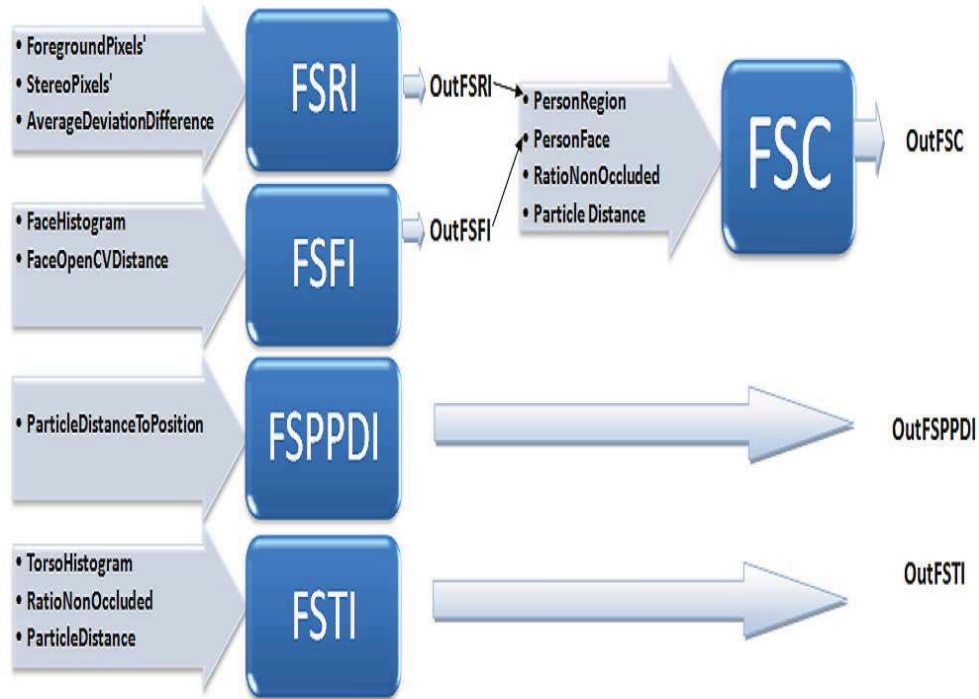 • ForegroundPixels'
• StereoPixels'
• AverageDeviationDifference
FSRI
OutFSRI
• PersonRegion
• PersonFace
• RatioNonOccluded
• Particle Distance
FSC
OutFSC
• FaceHistogram
• FaceOpenCVDistance
FSFI
OutFSFI
• ParticleDistanceToPosition
FSPPDI
OutFSPPDI
• TorsoHistogram
• RatioNonOccluded
• ParticleDistance
FSTI
OutFSTI